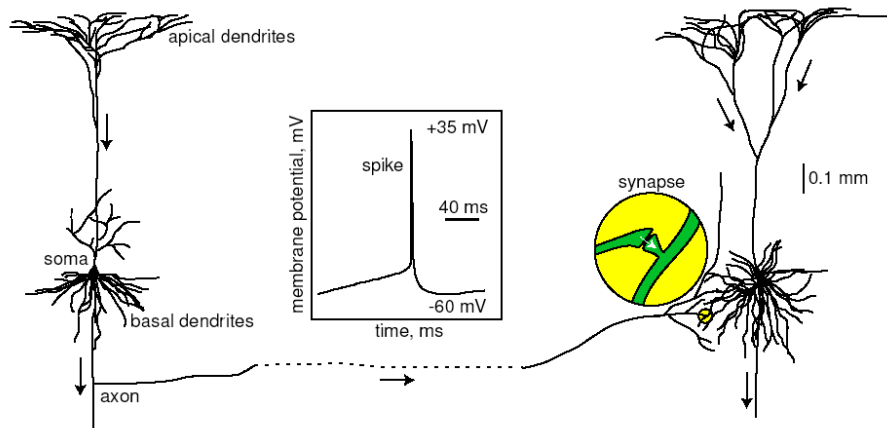 apical dendrites
+35 mV
spike
40 ms
membrane potential, mV
-60 mV
time, ms
soma
basal dendrites
axon
synapse
0.1 mm